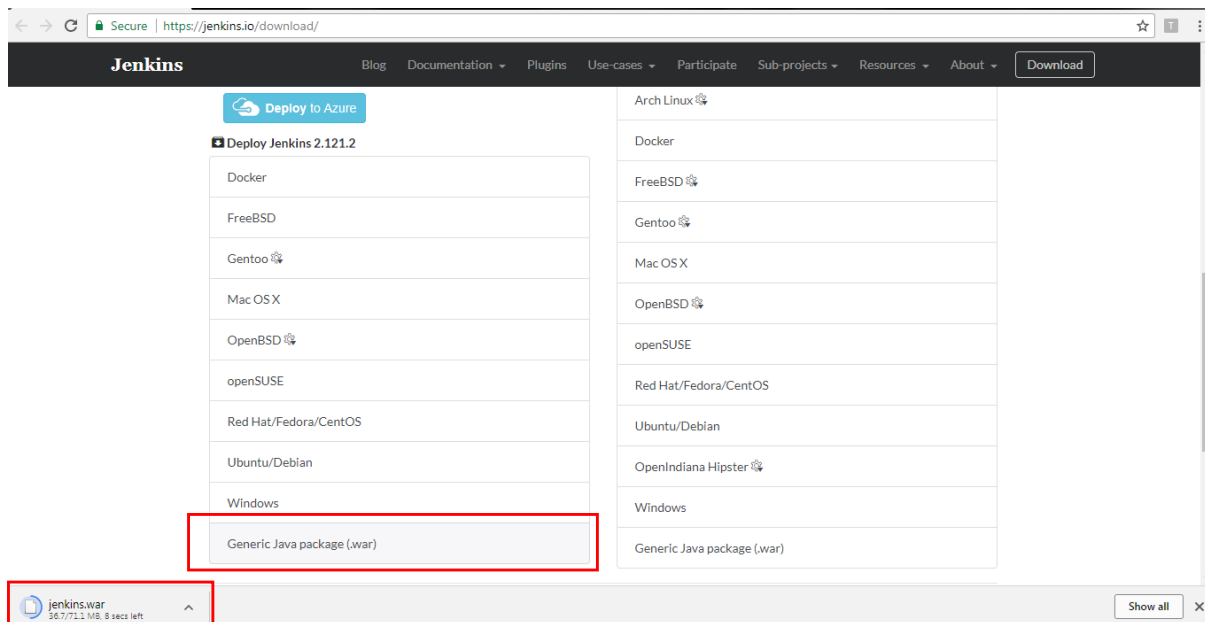 Secure | https://jenkins.io/download/
T
Jenkins
Blog Documentation Plugins Use-cases Participate Sub-projects Resources About Download
Deploy to Azure
Deploy Jenkins 2.121.2
Docker
FreeBSD
Gentoo
Mac OS X
OpenBSD
openSUSE
Red Hat/Fedora/CentOS
Ubuntu/Debian
Windows
Generic Java package (.war)
Arch Linux
Docker
FreeBSD
Gentoo
Mac OS X
OpenBSD
openSUSE
Red Hat/Fedora/CentOS
Ubuntu/Debian
OpenIndiana Hipster
Windows
Generic Java package (.war)
jenkins.war
36.7/71.1 MB, 8 secs left
Show all